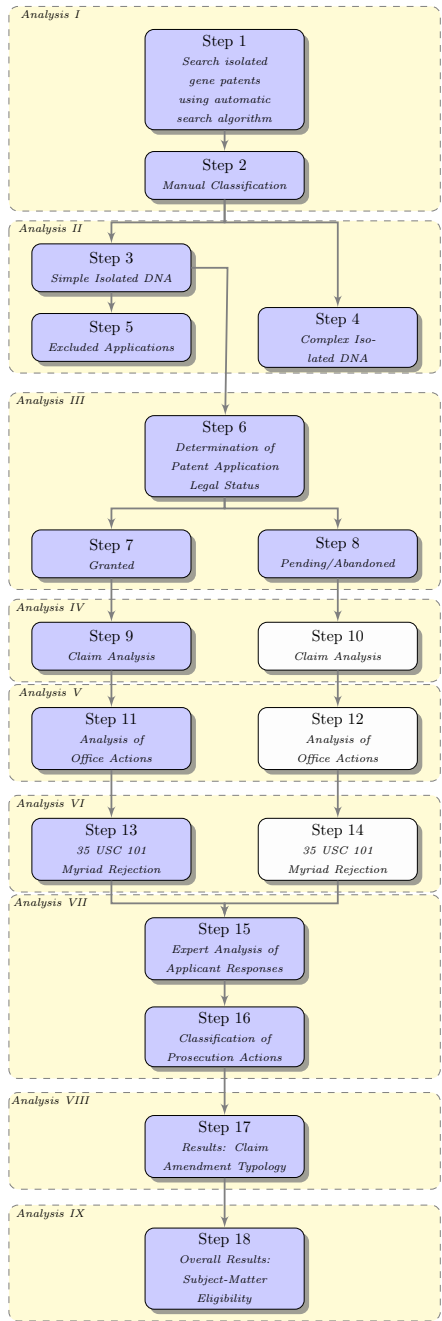 Analysis I
Step 1
Search isolated
gene patents
using automatic
search algorithm
Step 2
Manual Classification
Analysis II
Step 3
Simple Isolated DNA
Step 5
Excluded Applications
Step 4
Complex Iso-
lated DNA
Analysis III
Step 6
Determination of
Patent Application
Legal Status
Step 7
Granted
Step 8
Pending/Abandoned
Analysis IV
Step 9
Claim Analysis
Step 10
Claim Analysis
Analysis V
Step 11
Analysis of
Office Actions
Step 12
Analysis of
Office Actions
Analysis VI
Step 13
35 USC 101
Myriad Rejection
Step 14
35 USC 101
Myriad Rejection
Analysis VII
Step 15
Expert Analysis of
Applicant Responses
Step 16
Classification of
Prosecution Actions
Analysis VIII
Step 17
Results: Claim
Amendment Typology
Analysis IX
Step 18
Overall Results:
Subject-Matter
Eligibility